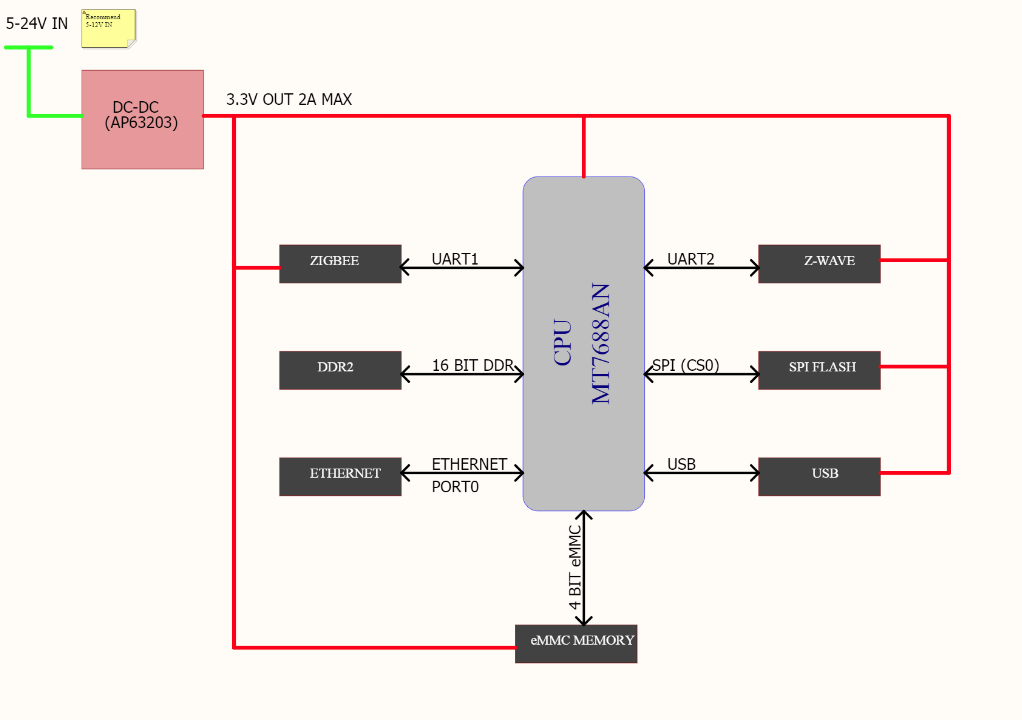 5-24V IN
Recommend
5-12V IN
DC-DC
(AP63203)
3.3V OUT 2A MAX
ZIGBEE
UART1
UART2
Z-WAVE
CPU
MT7688AN
DDR2
16 BIT DDR
SPI (CS0)
SPI FLASH
ETHERNET
ETHERNET
PORT0
USB
USB
4 BIT eMMC
eMMC MEMORY